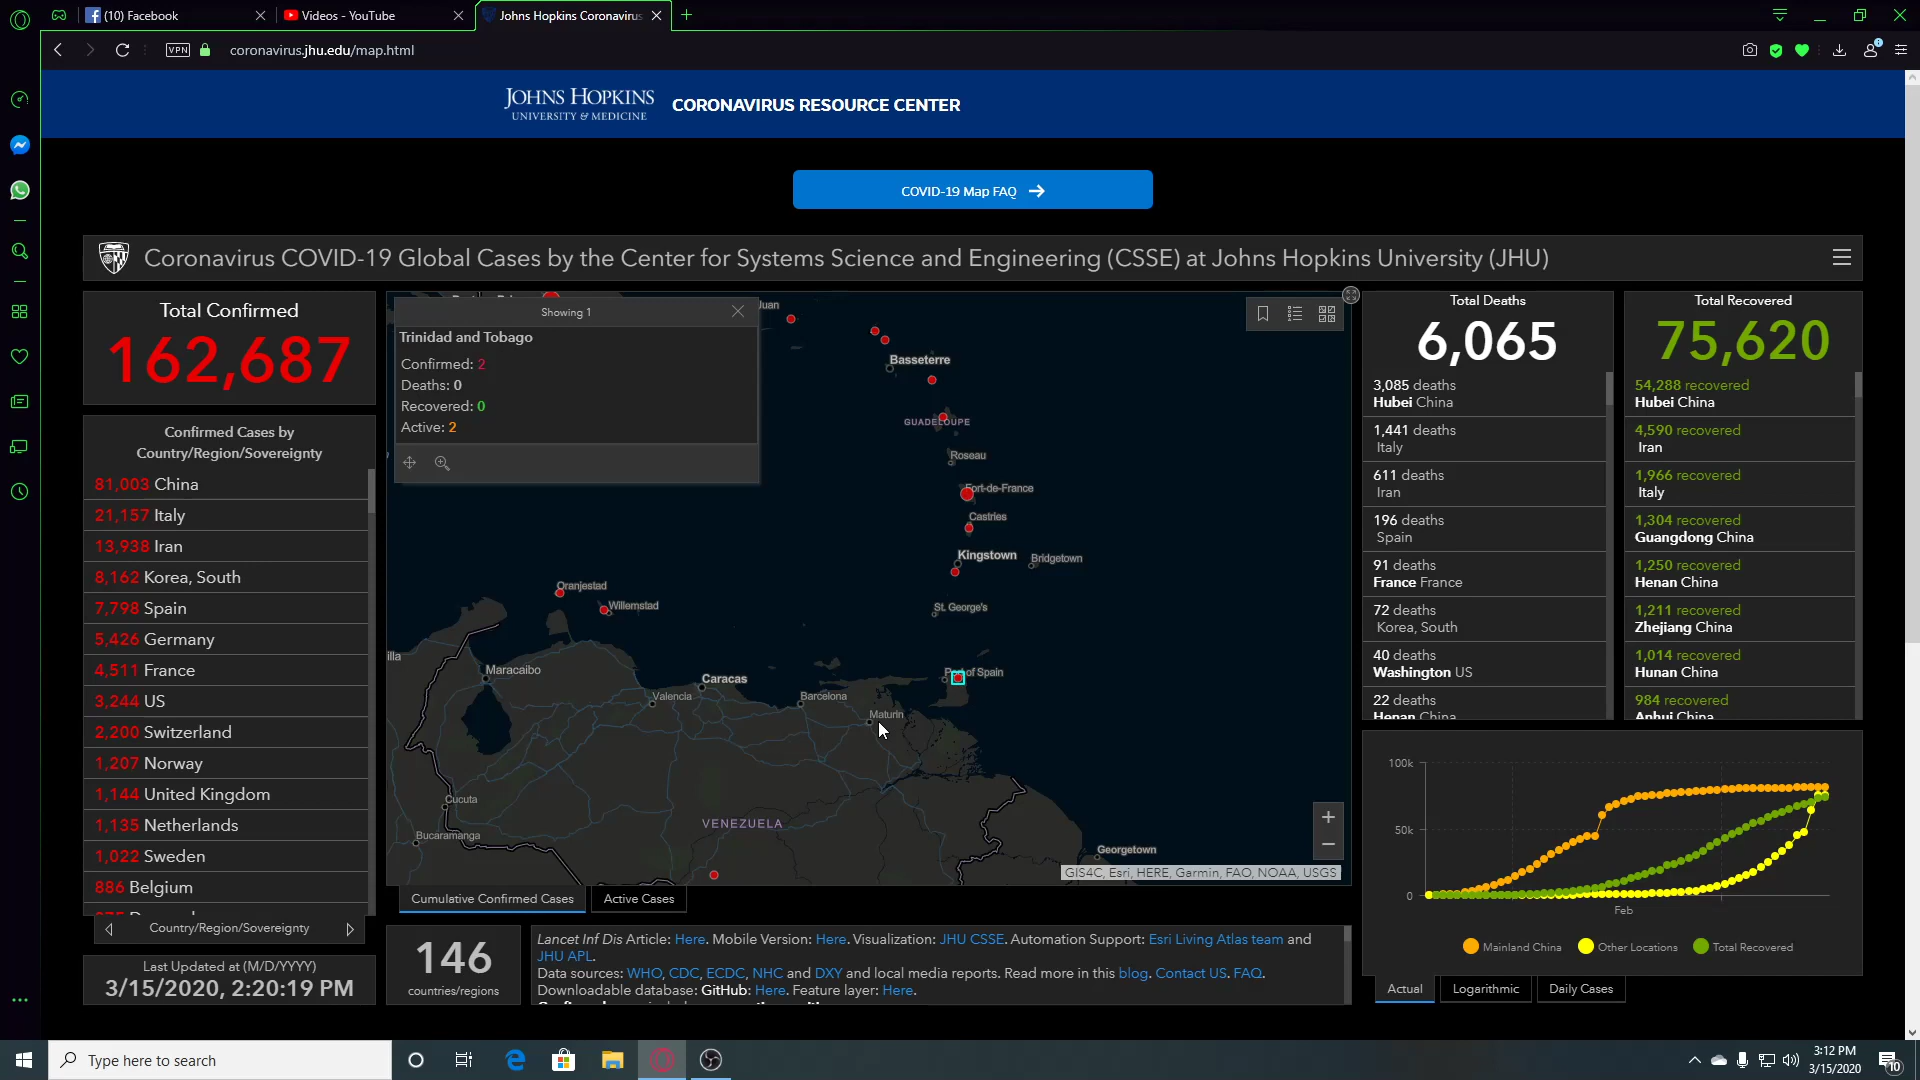 (10) Facebook
Videos - YouTube
Johns Hopkins Coronavirus
VPN
coronavirus.jhu.edu/map.html
JOHNS HOPKINS
UNIVERSITY & MEDICINE
CORONAVIRUS RESOURCE CENTER
COVID-19 Map FAQ
Coronavirus COVID-19 Global Cases by the Center for Systems Science and Engineering (CSSE) at Johns Hopkins University (JHU)
Total Confirmed
162,687
Confirmed Cases by
Country/Region/Sovereignty
81,003 China
21,157 Italy
13,938 Iran
8,162 Korea, South
7,798 Spain
5,426 Germany
4,511 France
3,244 US
2,200 Switzerland
1,207 Norway
1,144 United Kingdom
1,135 Netherlands
1,022 Sweden
886 Belgium
Country/Region/Sovereignty
Last Updated at (M/D/YYYY)
3/15/2020, 2:20:19 PM
Showing 1
Trinidad and Tobago
Confirmed: 2
Deaths: 0
Recovered: 0
Active: 2
Juan
Basseterre
GUADELOUPE
Roseau
Fort-de-France
Castries
Kingstown
Bridgetown
Oranjestad
Willemstad
St. George's
illa
Maracaibo
Caracas
Valencia
Barcelona
Port of Spain
Maturin
Cucuta
VENEZUELA
Bucaramanga
Georgetown
GIS4C, Esri, HERE, Garmin, FAO, NOAA, USGS
Cumulative Confirmed Cases
Active Cases
146
countries/regions
Lancet Inf Dis Article: Here. Mobile Version: Here. Visualization: JHU CSSE. Automation Support: Esri Living Atlas team and
JHU APL.
Data sources: WHO, CDC, ECDC, NHC and DXY and local media reports. Read more in this blog. Contact US. FAQ.
Downloadable database: GitHub: Here. Feature layer: Here.
Total Deaths
6,065
3,085 deaths
Hubei China
1,441 deaths
Italy
611 deaths
Iran
196 deaths
Spain
91 deaths
France France
72 deaths
Korea, South
40 deaths
Washington US
22 deaths
Henan China
Total Recovered
75,620
54,288 recovered
Hubei China
4,590 recovered
Iran
1,966 recovered
Italy
1,304 recovered
Guangdong China
1,250 recovered
Henan China
1,211 recovered
Zhejiang China
1,014 recovered
Hunan China
984 recovered
Anhui China
100k
50k
0
Feb
Mainland China
Other Locations
Total Recovered
Actual
Logarithmic
Daily Cases
Type here to search
3:12 PM
3/15/2020
10